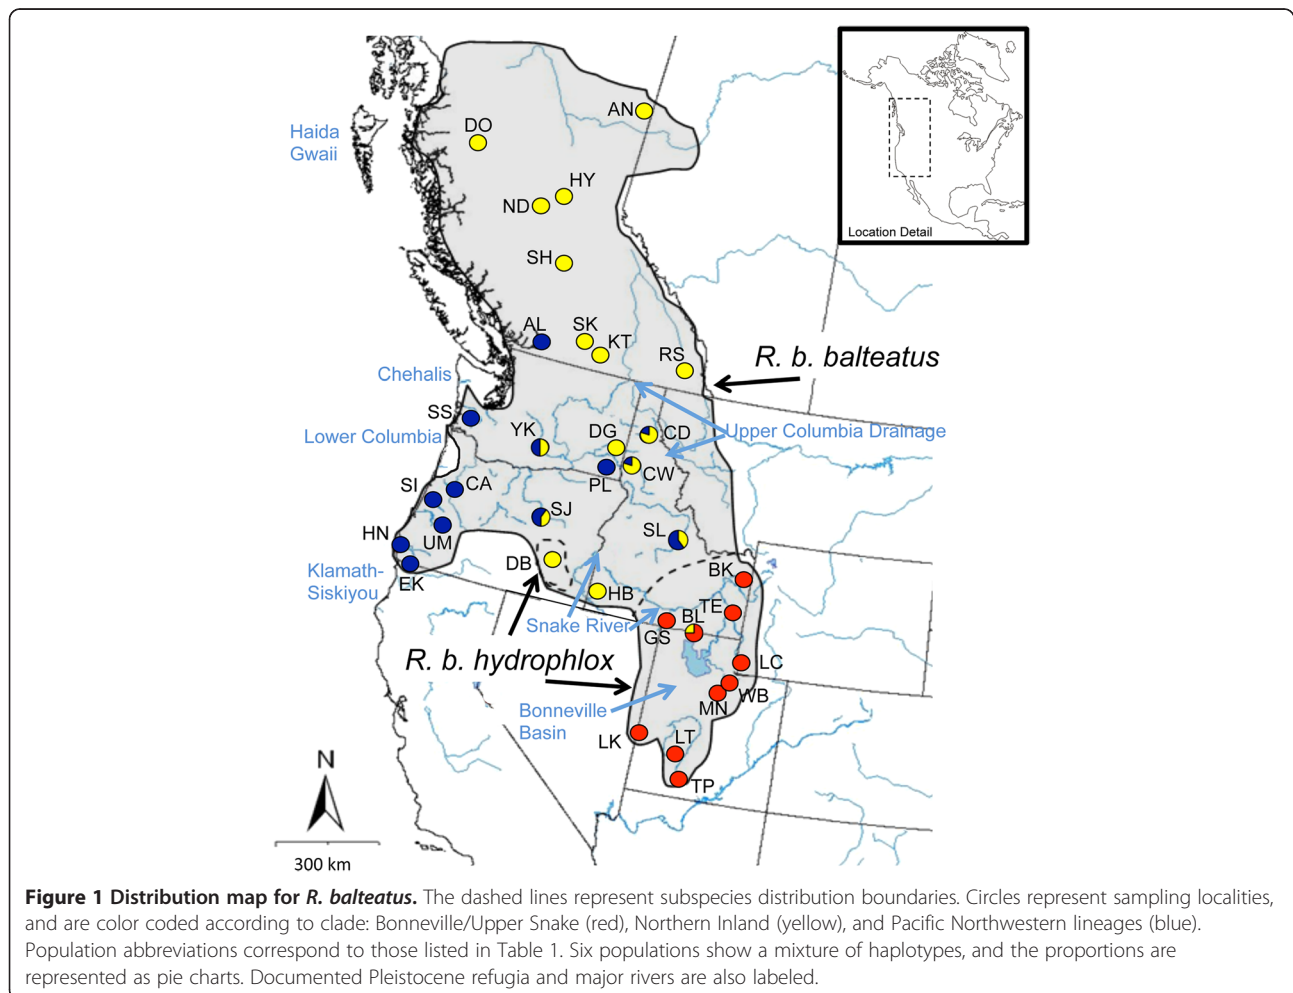 AN
Haida
Gwaii
DO
HY
ND
SH
Location Detail
AL
SK
KT
RS
R. b. balteatus
Chehalis
SS
YK
DG
CD
Upper Columbia Drainage
Lower Columbia
PL
CW
SI
CA
SJ
HN
UM
SL
DB
BK
Klamath-
Siskiyou
EK
HB
TE
BL
Snake River
GS
R. b. hydrophlox
LC
WB
MN
Bonneville
Basin
LK
LT
TP
N
300 km
Figure 1 Distribution map for R. balteatus. The dashed lines represent subspecies distribution boundaries. Circles represent sampling localities,
and are color coded according to clade: Bonneville/Upper Snake (red), Northern Inland (yellow), and Pacific Northwestern lineages (blue).
Population abbreviations correspond to those listed in Table 1. Six populations show a mixture of haplotypes, and the proportions are
represented as pie charts. Documented Pleistocene refugia and major rivers are also labeled.